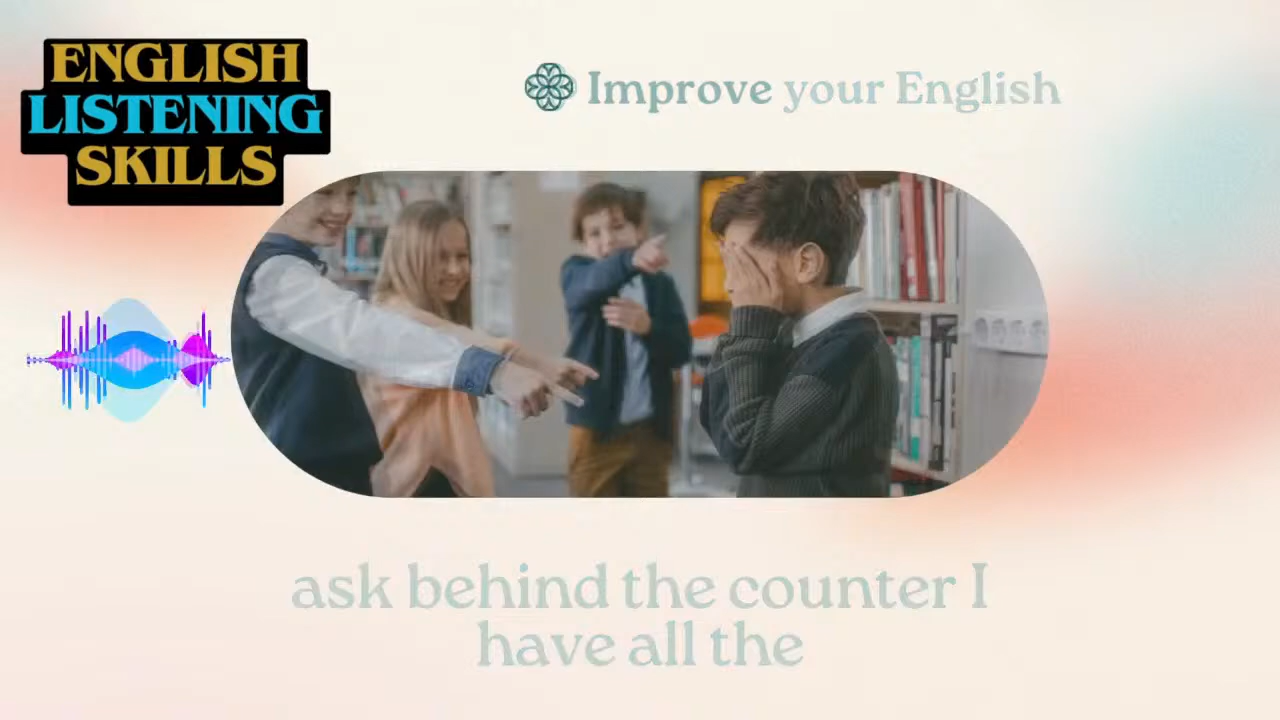 ENGLISH
LISTENING
SKILLS
Improve your English
ask behind the counter I
have all the